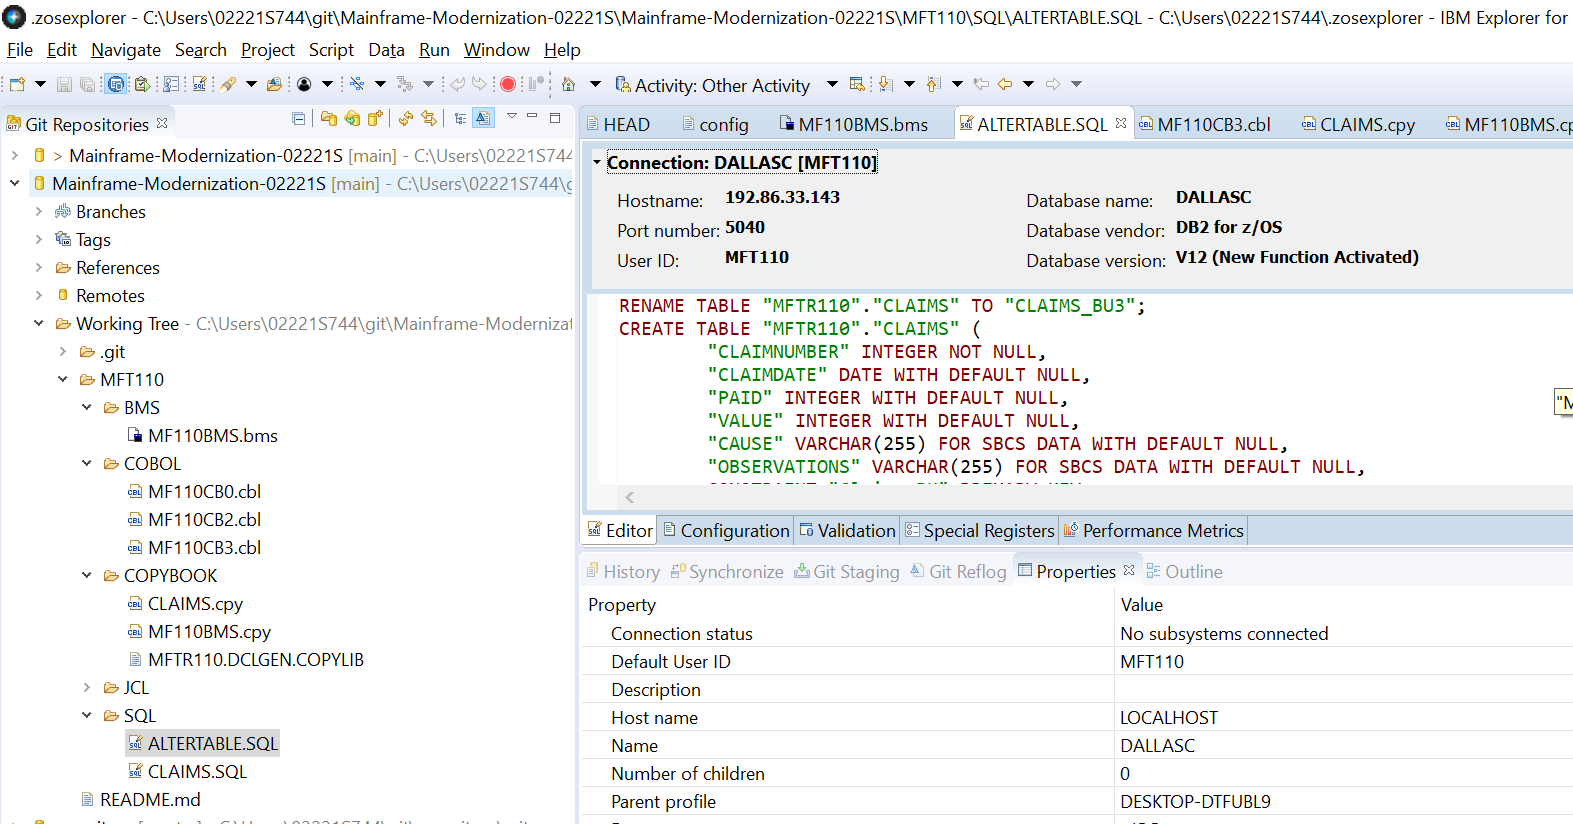 .zosexplorer - C:\Users\02221S744\git\Mainframe-Modernization-02221S\Mainframe-Modernization-02221S\MFT110\SQL\ALTERTABLE.SQL - C:\Users\02221S744\.zosexplorer - IBM Explorer for
File Edit Navigate Search Project Script Data Run Window Help
Activity: Other Activity
Git Repositories
> Mainframe-Modernization-02221S [main] - C:\Users\02221S744
Mainframe-Modernization-02221S [main] - C:\Users\02221S744\g
Branches
Tags
References
Remotes
Working Tree - C:\Users\02221S744\git\Mainframe-Modernizat
.git
MFT110
BMS
MF110BMS.bms
COBOL
MF110CB0.cbl
MF110CB2.cbl
MF110CB3.cbl
COPYBOOK
CLAIMS.cpy
MF110BMS.cpy
MFTR110.DCLGEN.COPYLIB
JCL
SQL
ALTERTABLE.SQL
CLAIMS.SQL
README.md
HEAD config MF110BMS.bms ALTERTABLE.SQL MF110CB3.cbl CLAIMS.cpy MF110BMS.cp
Connection: DALLASC [MFT110]
Hostname: 192.86.33.143 Database name: DALLASC
Port number: 5040 Database vendor: DB2 for z/OS
User ID: MFT110 Database version: V12 (New Function Activated)
RENAME TABLE "MFTR110"."CLAIMS" TO "CLAIMS_BU3";
CREATE TABLE "MFTR110"."CLAIMS" (
"CLAIMNUMBER" INTEGER NOT NULL,
"CLAIMDATE" DATE WITH DEFAULT NULL,
"PAID" INTEGER WITH DEFAULT NULL,
"VALUE" INTEGER WITH DEFAULT NULL,
"CAUSE" VARCHAR(255) FOR SBCS DATA WITH DEFAULT NULL,
"OBSERVATIONS" VARCHAR(255) FOR SBCS DATA WITH DEFAULT NULL,
"M
Editor Configuration Validation Special Registers Performance Metrics
History Synchronize Git Staging Git Reflog Properties Outline
Property Value
Connection status No subsystems connected
Default User ID MFT110
Description
Host name LOCALHOST
Name DALLASC
Number of children 0
Parent profile DESKTOP-DTFUBL9